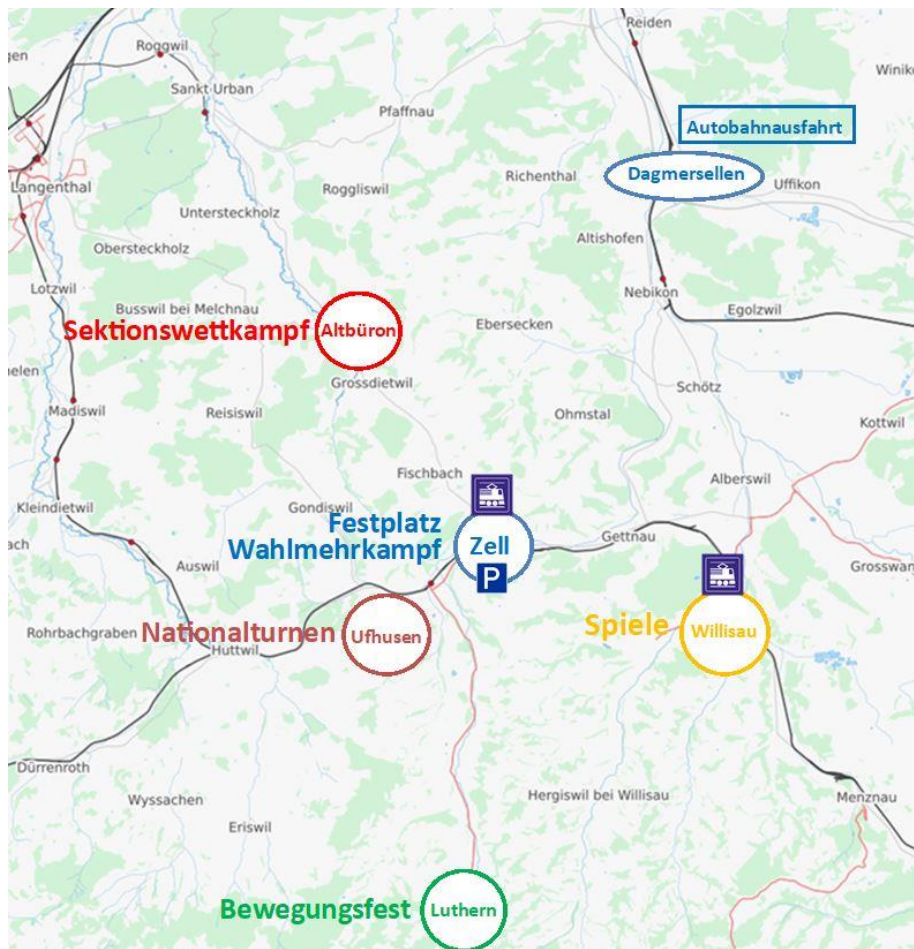 Reiden
Roggwil
Winiko
Sankt Urban
Pfaffnau
Autobahnausfahrt
Langenthal
Roggliswil
Richenthal
Dagmersellen
Uffikon
Untersteckholz
Obersteckholz
Altishofen
Lotzwil
Nebikon
Busswil bei Melchnau
Egolzwil
Sektionswettkampf
Altbüron
Ebersecken
Grossdietwil
Schötz
Madiswil
Reisiswil
Ohmstal
Kottwil
Fischbach
Alberswil
Kleindietwil
Gondiswil
Festplatz
Wahlmehrkampf
Zell
Gettnau
P
Auswil
Grosswan
Rohrbachgraben
Nationalturnen
Ufhusen
Spiele
Willisau
Huttwil
Dürrenroth
Wyssachen
Hergiswil bei Willisau
Menznau
Eriswil
Bewegungsfest
Luthern